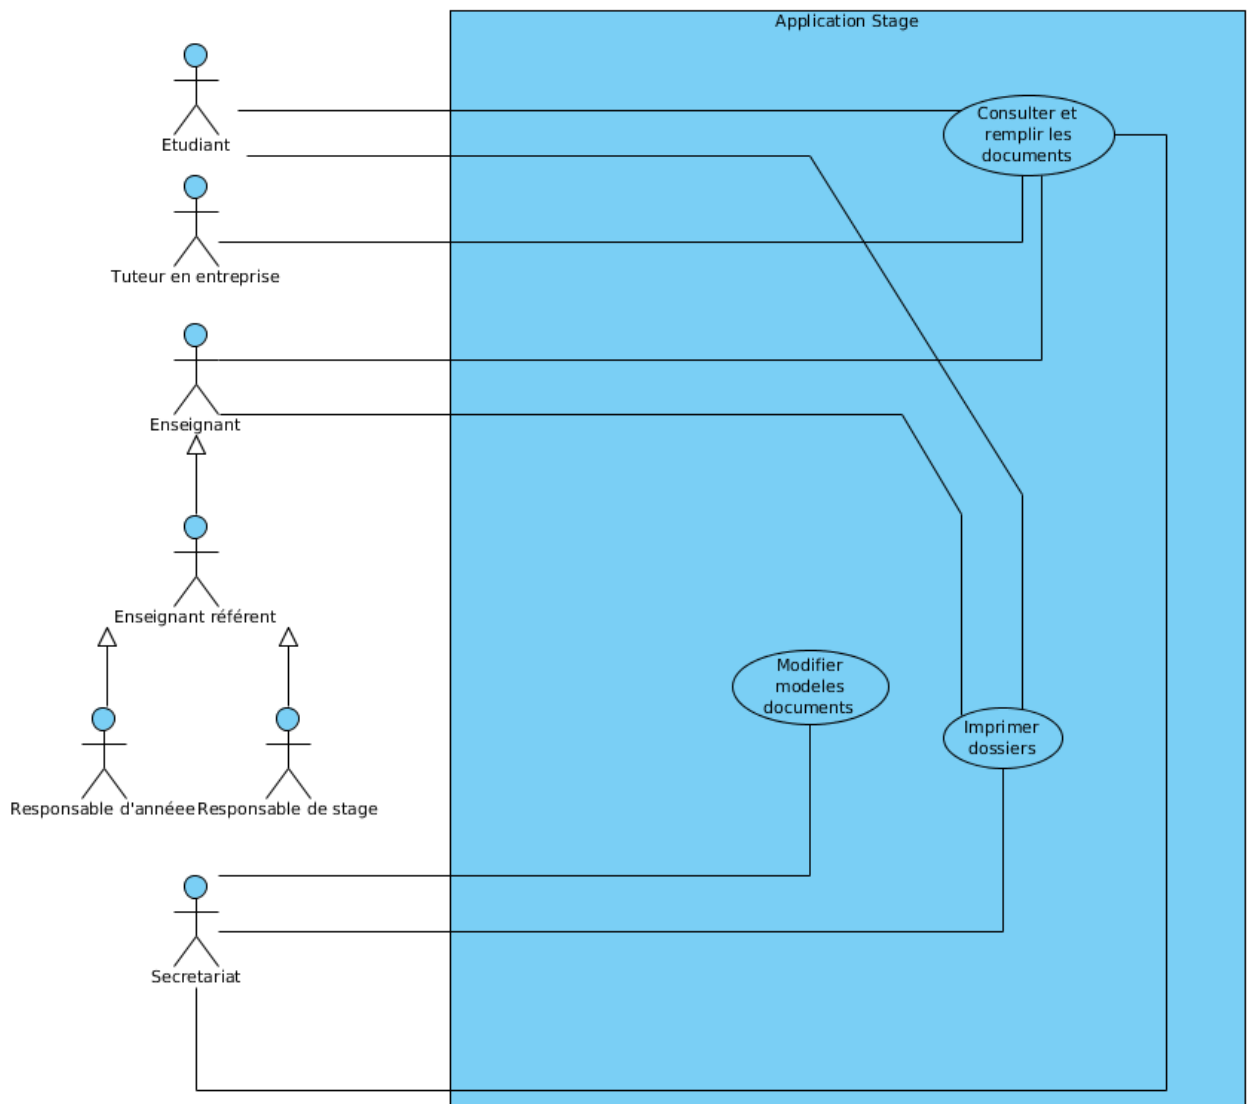 Application Stage
Etudiant
Consulter et
remplir les
documents
Tuteur en entreprise
Enseignant
Enseignant référent
Modifier
modeles
documents
Imprimer
dossiers
Responsable d'annéee
Responsable de stage
Secretariat